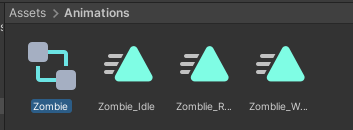 Assets > Animations
Zombie Zombie_Idle Zombie_R... Zombie_W...